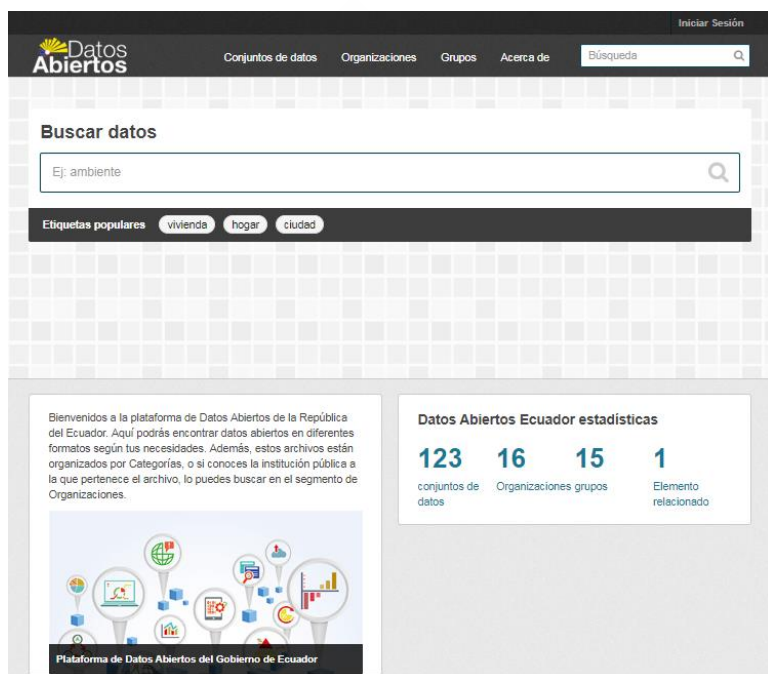 Iniciar Sesión
Datos
Abiertos
Conjuntos de datos
Organizaciones
Grupos
Acerca de
Búsqueda
Buscar datos
Ej: ambiente
Etiquetas populares
vivienda
hogar
ciudad
Bienvenidos a la plataforma de Datos Abiertos de la República
del Ecuador. Aquí podrás encontrar datos abiertos en diferentes
formatos según tus necesidades. Además, estos archivos están
organizados por Categorías, o si conoces la institución pública a
la que pertenece el archivo, lo puedes buscar en el segmento de
Organizaciones.
Plataforma de Datos Abiertos del Gobierno de Ecuador
Datos Abiertos Ecuador estadísticas
123
conjuntos de
datos
16
Organizaciones
15
grupos
1
Elemento
relacionado